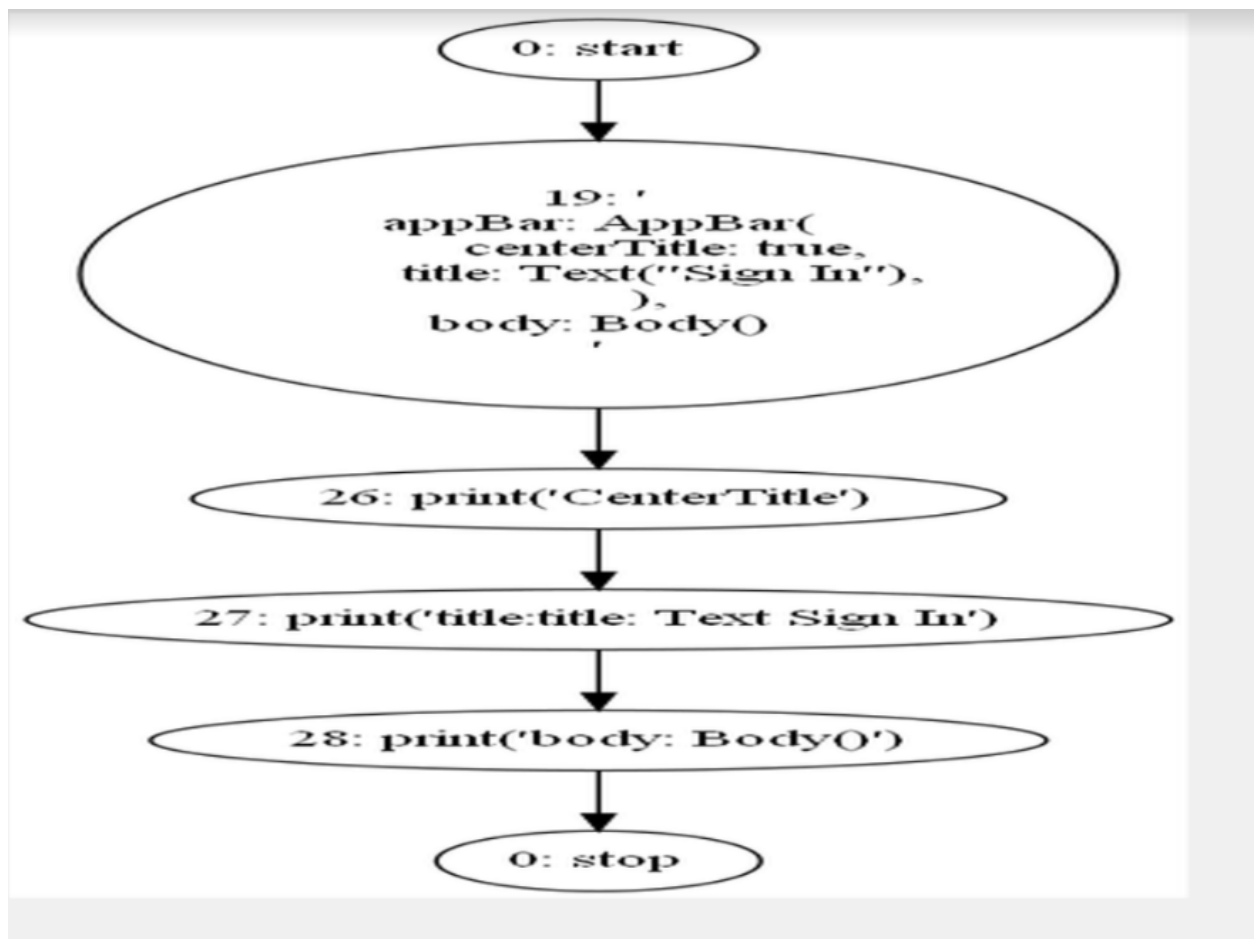 0: start
19: '
appBar: AppBar(
centerTitle: true,
title: Text("Sign In"),
),
body: Body()
'
26: print('CenterTitle')
27: print('title:title: Text Sign In')
28: print('body: Body()')
0: stop